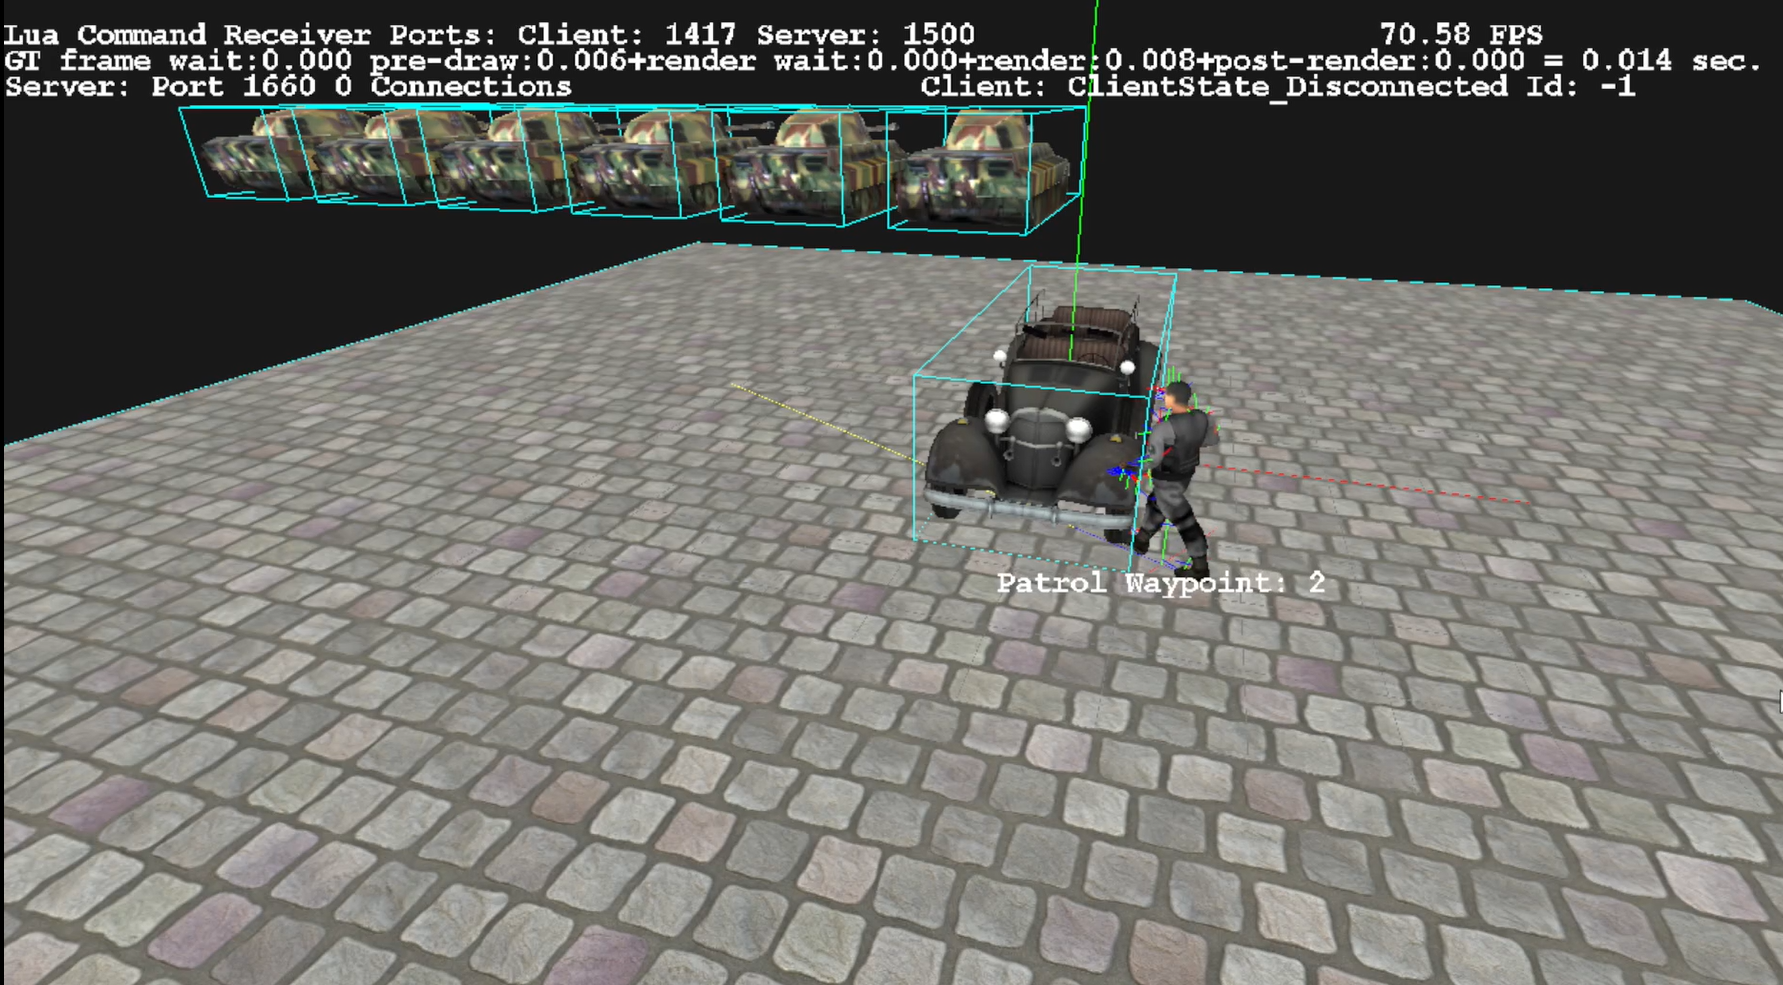 Lua Command Receiver Ports: Client: 1417 Server: 1500 70.58 FPS
GT frame wait:0.000 pre-draw:0.006+render wait:0.000+render:0.008+post-render:0.000 = 0.014 sec.
Server: Port 1660 0 Connections Client: ClientState_Disconnected Id: -1
Patrol Waypoint: 2